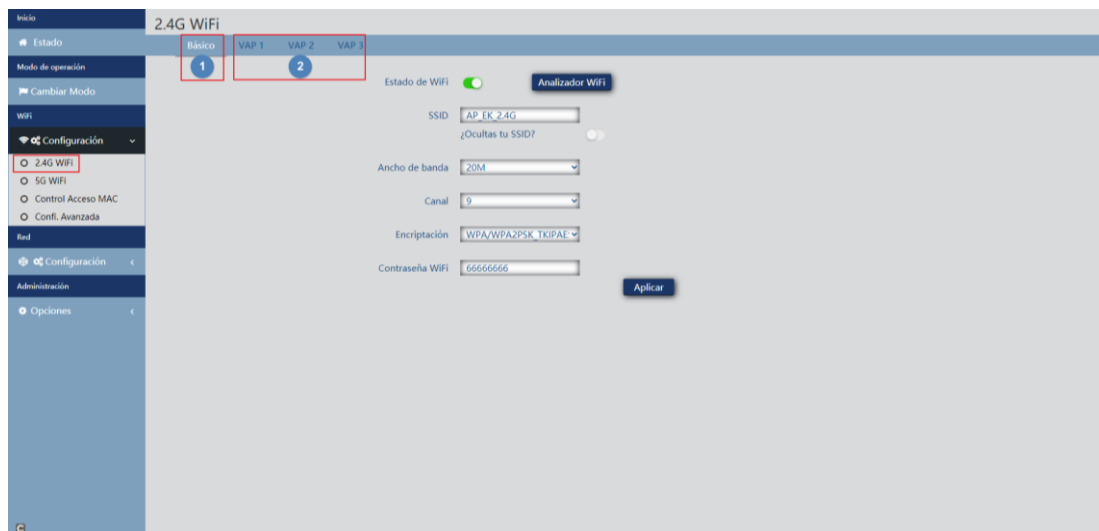 Inicio
Estado
Modo de operación
Cambiar Modo
WiFi
Configuración
2.4G WiFi
5G WiFi
Control Acceso MAC
Confi. Avanzada
Red
Configuración
Administración
Opciones
2.4G WiFi
Básico VAP 1 VAP 2 VAP 3
1 2
Estado de WiFi Analizador WiFi
SSID AP_EK_2.4G
¿Ocultas tu SSID?
Ancho de banda 20M
Canal 9
Encriptación WPA/WPA2PSK_TKIPAE
Contraseña WiFi 66666666
Aplicar